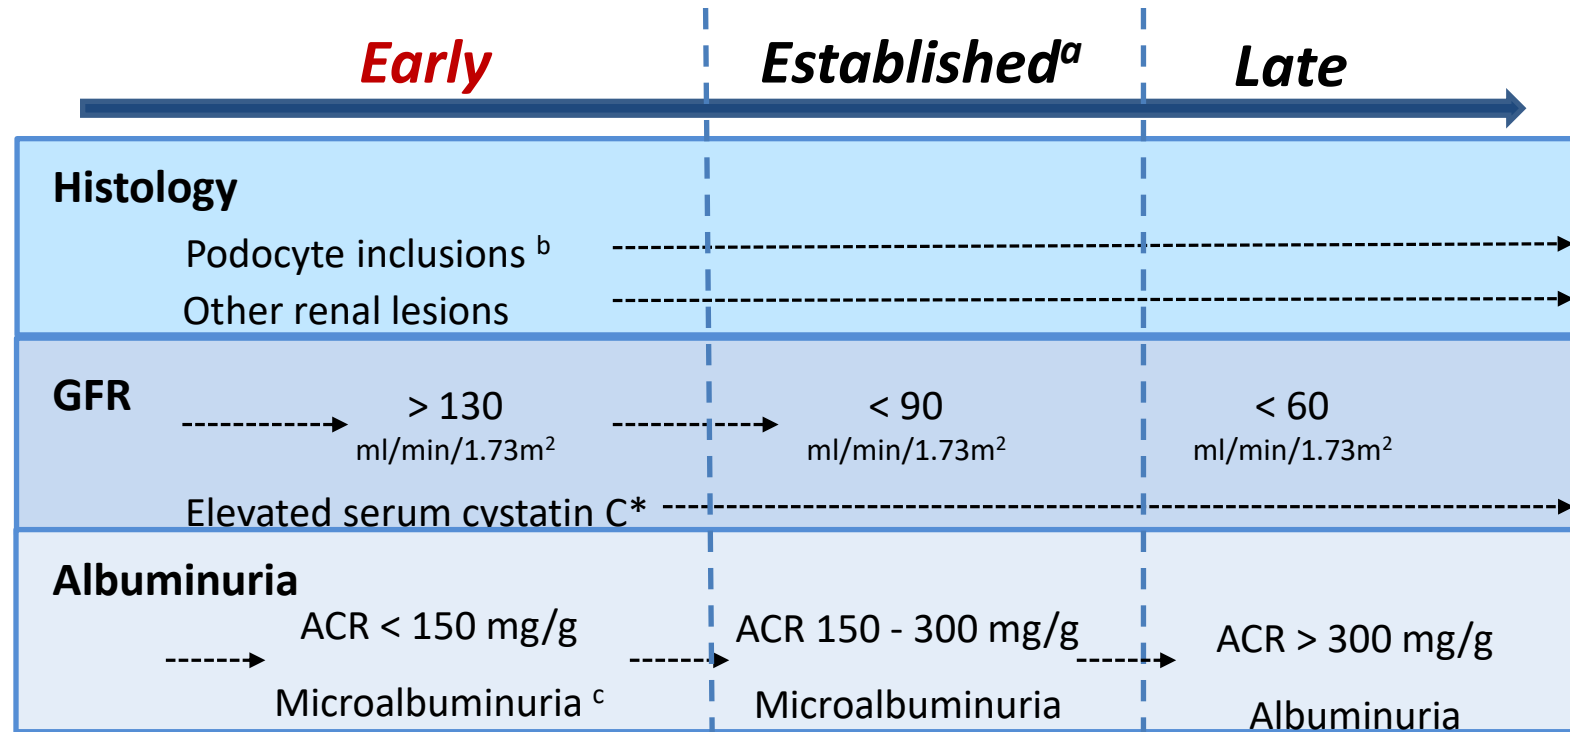 Early Establishedᵃ Late
Histology
Podocyte inclusions ᵇ
Other renal lesions
GFR
> 130 < 90 < 60
ml/min/1.73m² ml/min/1.73m² ml/min/1.73m²
Elevated serum cystatin C*
Albuminuria
ACR < 150 mg/g ACR 150 - 300 mg/g ACR > 300 mg/g
Microalbuminuria ᶜ Microalbuminuria Albuminuria